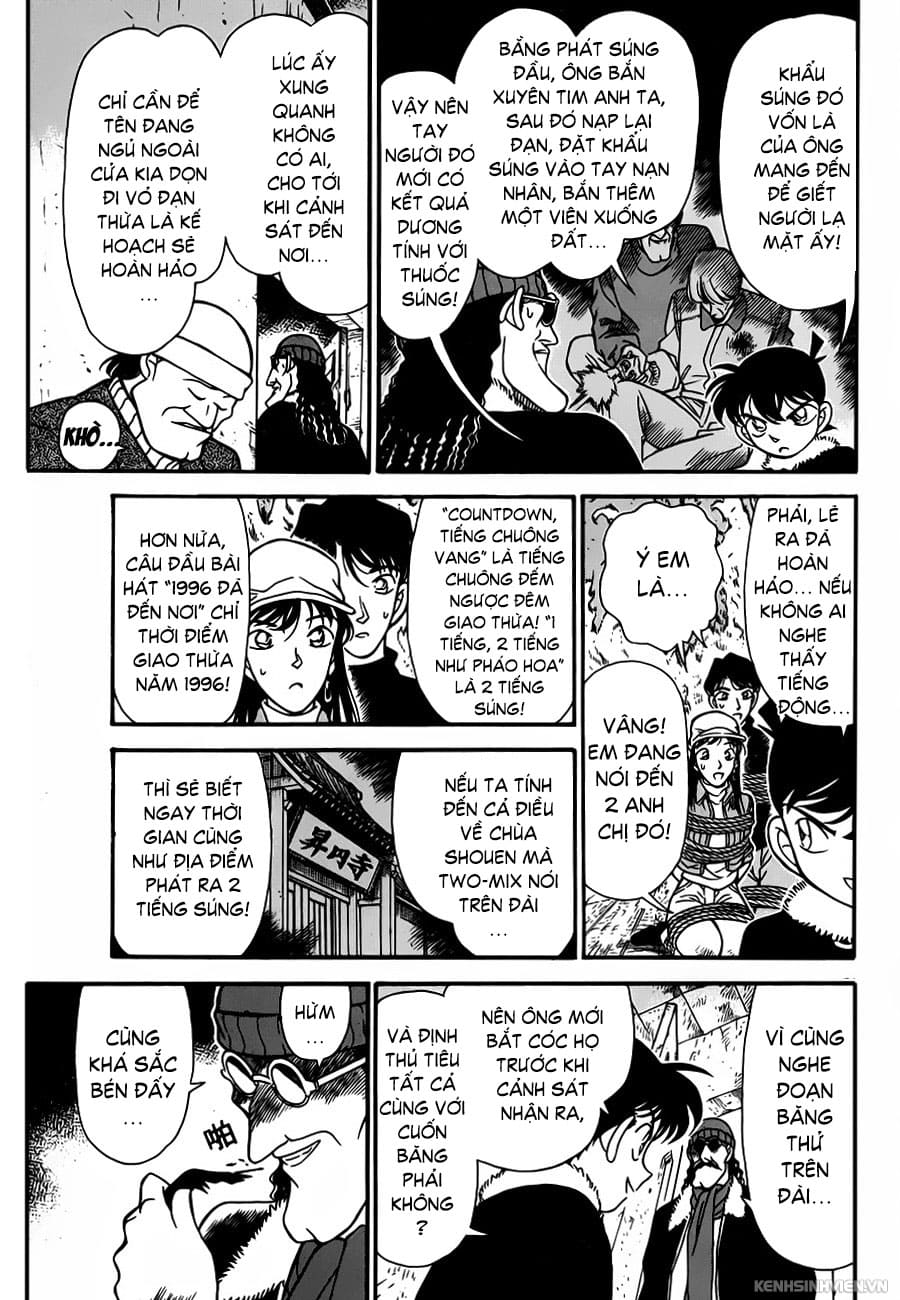 KHẨU
SÚNG ĐÓ
VỐN LÀ
CỦA ÔNG
MANG ĐẾN
ĐỂ GIẾT
NGƯỜI LẠ
MẶT ẤY!
BẰNG PHÁT SÚNG
ĐẦU, ÔNG BẮN
XUYÊN TIM ANH TA,
SAU ĐÓ NẠP LẠI
ĐẠN, ĐẶT KHẨU
SÚNG VÀO TAY NẠN
NHÂN, BẮN THÊM
MỘT VIÊN XUỐNG
ĐẤT...
VẬY NÊN
TAY
NGƯỜI ĐÓ
MỚI CÓ
KẾT QUẢ
DƯƠNG
TÍNH VỚI
THUỐC
SÚNG!
LÚC ẤY
XUNG
QUANH
KHÔNG
CÓ AI,
CHO TỚI
KHI CẢNH
SÁT ĐẾN
NƠI...
CHỈ CẦN ĐỂ
TÊN ĐANG
NGỦ NGOÀI
CỬA KIA DỌN
ĐI VỎ ĐẠN
THỪA LÀ KẾ
HOẠCH SẼ
HOÀN HẢO
...
KHÒ...
PHẢI, LẼ
RA ĐÃ
HOÀN
HẢO... NẾU
KHÔNG AI
NGHE
THẤY
TIẾNG
ĐỘNG...
Ý EM
LÀ...
VÂNG!
EM ĐANG
NÓI ĐẾN
2 ANH
CHỊ ĐÓ!
"COUNTDOWN,
TIẾNG CHUÔNG
VANG" LÀ TIẾNG
CHUÔNG ĐẾM
NGƯỢC ĐÊM
GIAO THỪA! "1
TIẾNG, 2 TIẾNG
NHƯ PHÁO HOA"
LÀ 2 TIẾNG
SÚNG!
HƠN NỮA,
CÂU ĐẦU BÀI
HÁT "1996 ĐÃ
ĐẾN NƠI" CHỈ
THỜI ĐIỂM
GIAO THỪA
NĂM 1996!
NẾU TA TÍNH
ĐẾN CẢ ĐIỀU
VỀ CHÙA
SHOUEN MÀ
TWO-MIX NÓI
TRÊN ĐÀI
...
昇円寺
THÌ SẼ BIẾT
NGAY THỜI
GIAN CŨNG
NHƯ ĐỊA ĐIỂM
PHÁT RA 2
TIẾNG SÚNG!
VÌ CŨNG
NGHE
ĐOẠN
BĂNG
THỬ
TRÊN
ĐÀI...
NÊN ÔNG MỚI
BẮT CÓC HỌ
TRƯỚC KHI
CẢNH SÁT
NHẬN RA,
VÀ ĐỊNH
THỦ TIÊU
TẤT CẢ
CÙNG VỚI
CUỐN
BĂNG
PHẢI
KHÔNG
?
HỪM
...
CŨNG
KHÁ SẮC
BÉN ĐẤY
...
啪
KENHSINHVIEN.VN